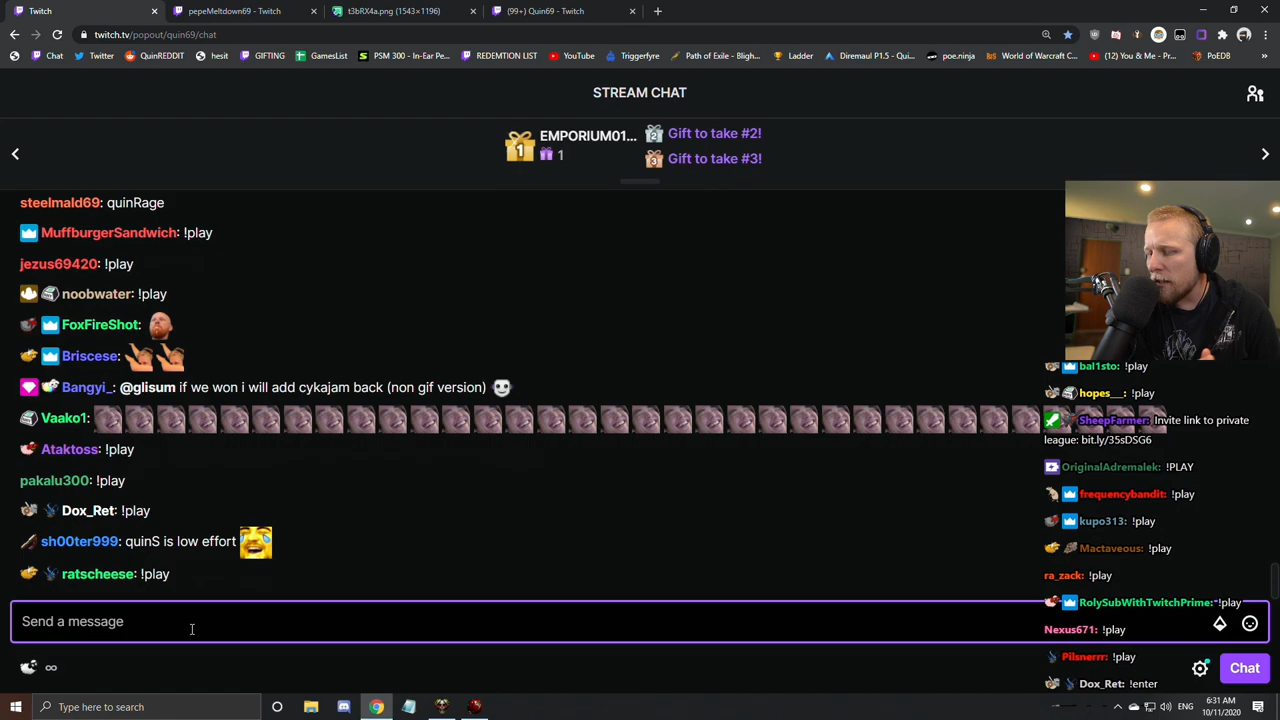 Twitch
pepeMeltdown69 - Twitch
t3bRX4a.png (1543×1196)
(99+) Quin69 - Twitch
twitch.tv/popout/quin69/chat
Chat
Twitter
QuinREDDIT
hesit
GIFTING
GamesList
PSM 300 - In-Ear Pe...
REDEMTION LIST
YouTube
Triggerfyre
Path of Exile - Bligh...
Ladder
Diremaul P1.5 - Qui...
poe.ninja
World of Warcraft C...
(12) You & Me - Pr...
PoEDB
STREAM CHAT
1
EMPORIUM01...
1
2 Gift to take #2!
3 Gift to take #3!
steelmald69: quinRage
MuffburgerSandwich: !play
jezus69420: !play
noobwater: !play
FoxFireShot:
Briscese:
Bangyi_: @glisum if we won i will add cykajam back (non gif version)
Vaako1:
Ataktoss: !play
pakalu300: !play
Dox_Ret: !play
sh00ter999: quinS is low effort
ratscheese: !play
Send a message
∞
Chat
bal1sto: !play
hopes__: !play
SheepFarmer: Invite link to private
league: bit.ly/35sDSG6
OriginalAdremalek: !PLAY
frequencybandit: !play
kupo313: !play
Mactaveous: !play
ra_zack: !play
RolySubWithTwitchPrime: !play
Nexus671: !play
Pilsnerrr: !play
Dox_Ret: !enter
Type here to search
ENG
6:31 AM
10/11/2020